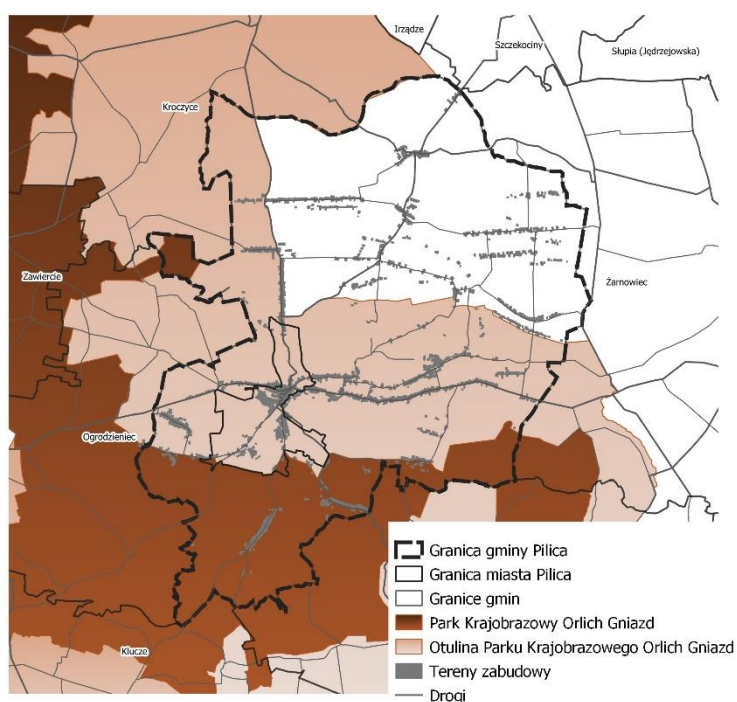 Irządze
Szczekociny
Słupia (Jędrzejowska)
Kroczyce
Zawiercie
Żarnowiec
Ogrodzieniec
Klucze
Granica gminy Pilica
Granica miasta Pilica
Granice gmin
Park Krajobrazowy Orlich Gniazd
Otulina Parku Krajobrazowego Orlich Gniazd
Tereny zabudowy
Drogi